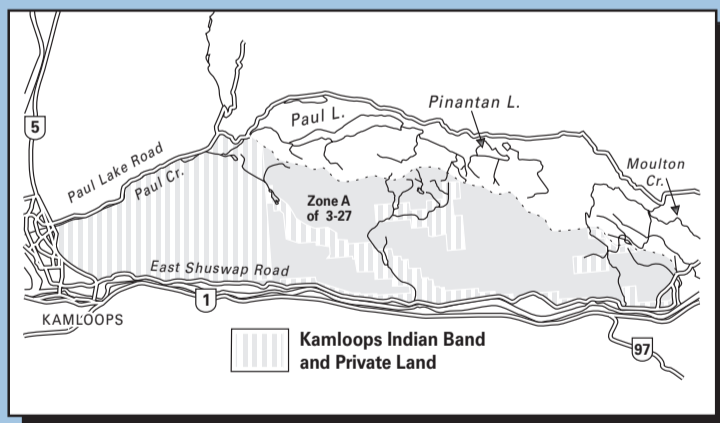 Pinantan L.
Paul L.
5
Moulton
Cr.
Paul Lake Road
Paul Cr.
Zone A
of 3-27
East Shuswap Road
1
KAMLOOPS
Kamloops Indian Band
and Private Land
97